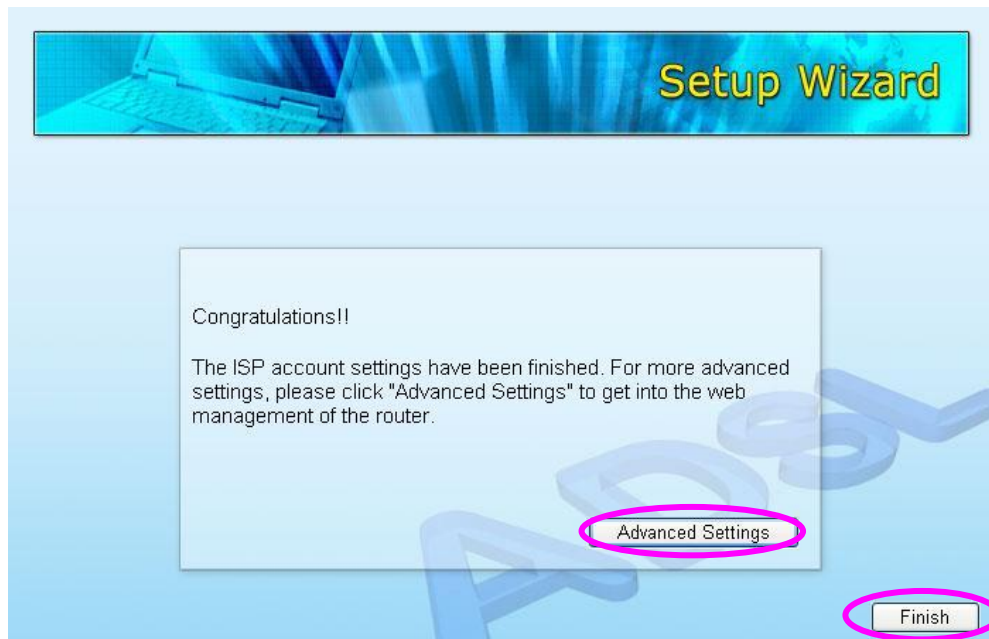 Setup Wizard
Congratulations!!
The ISP account settings have been finished. For more advanced
settings, please click "Advanced Settings" to get into the web
management of the router.
ADSL
Advanced Settings
Finish